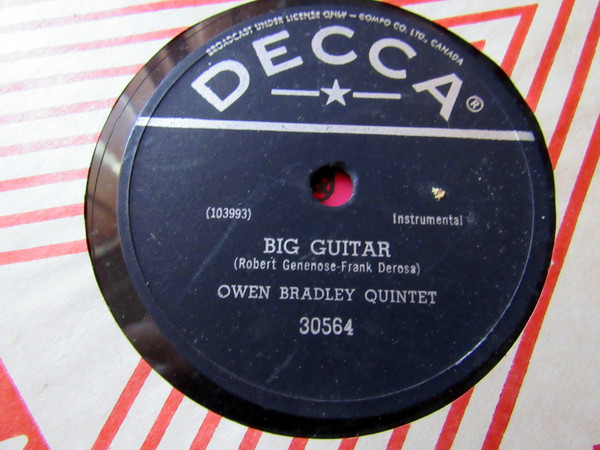 BROADCAST UNDER LICENSE ONLY - COMPO CO. LTD., CANADA
DECCA®
(103993) Instrumental
BIG GUITAR
(Robert Genenose-Frank Derosa)
OWEN BRADLEY QUINTET
30564